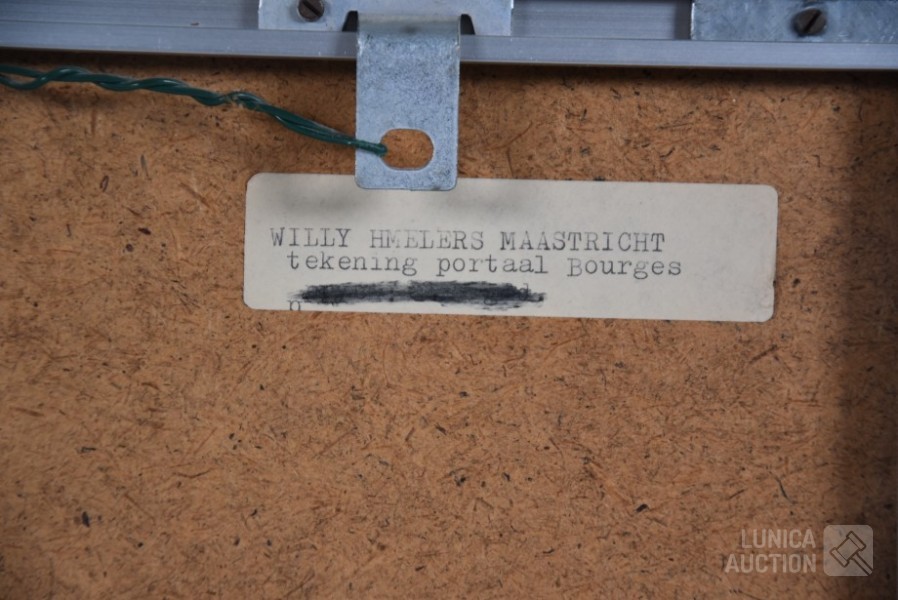 WILLY HMELERS MAASTRICHT
tekening portaal Bourges
LUNICA
AUCTION